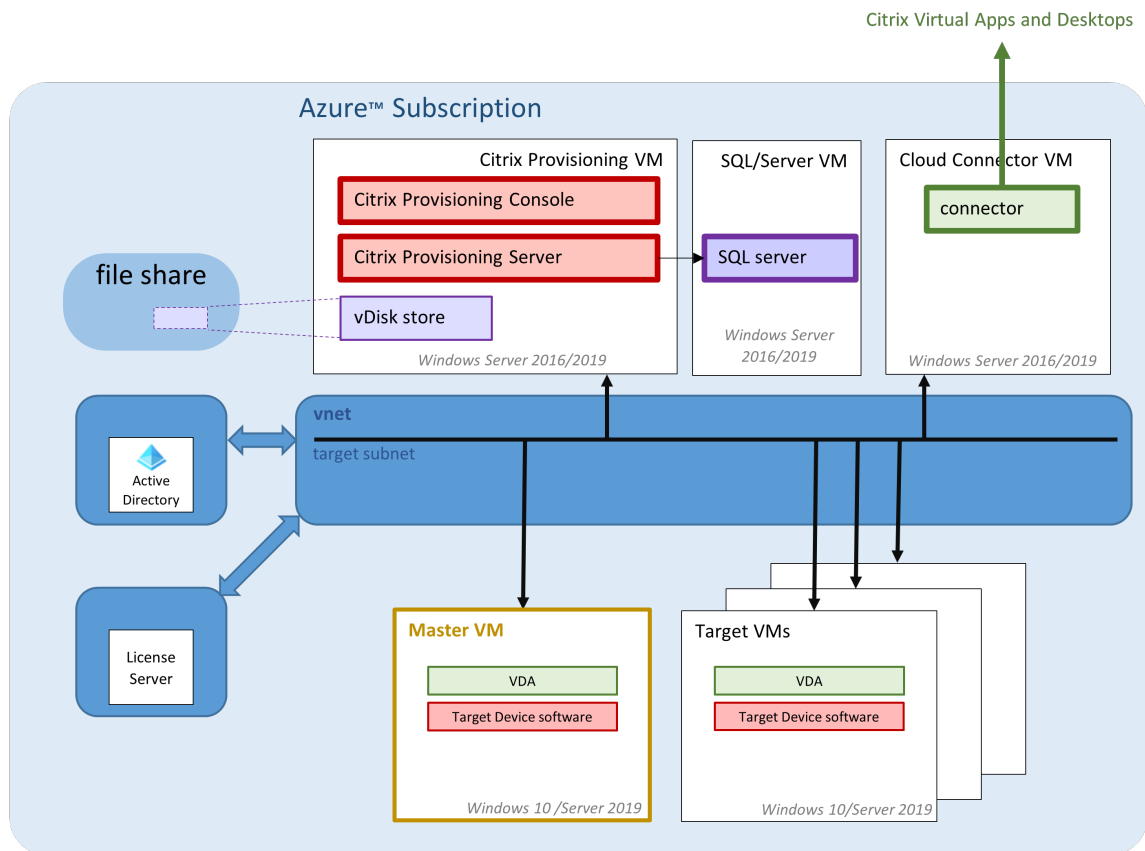 Citrix Virtual Apps and Desktops
Azure™ Subscription
Citrix Provisioning VM
Citrix Provisioning Console
Citrix Provisioning Server
vDisk store
Windows Server 2016/2019
SQL/Server VM
SQL server
Windows Server
2016/2019
Cloud Connector VM
connector
Windows Server 2016/2019
file share
vnet
target subnet
Active
Directory
License
Server
Master VM
VDA
Target Device software
Windows 10 /Server 2019
Target VMs
VDA
Target Device software
Windows 10/Server 2019